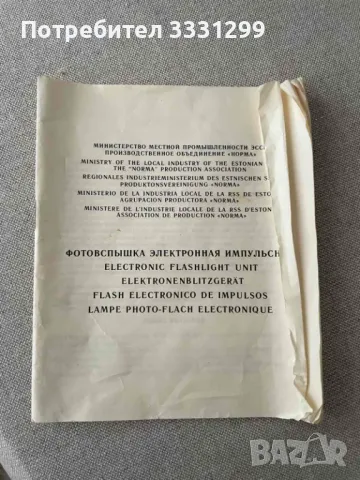 Потребител 3331299
МИНИСТЕРСТВО МЕСТНОЙ ПРОМЫШЛЕННОСТИ ЭСС
ПРОИЗВОДСТВЕННОЕ ОБЪЕДИНЕНИЕ «НОРМА»
MINISTRY OF THE LOCAL INDUSTRY OF THE ESTONIAN
THE "NORMA" PRODUCTION ASSOCIATION
REGIONALES INDUSTRIEMINISTERIUM DES ESTNISCHEN S
PRODUKTIONSVEREINIGUNG «NORMA»
MINISTERIO DE LA INDUSTRIA LOCAL DE LA RSS DE ESTO
AGRUPACION PRODUCTORA «NORMA»
MINISTERE DE L'INDUSTRIE LOCALE DE LA RSS D'ESTON
ASSOCIATION DE PRODUCTION «NORMA»
ФОТОВСПЫШКА ЭЛЕКТРОННАЯ ИМПУЛЬСН
ELECTRONIC FLASHLIGHT UNIT
ELEKTRONENBLITZGERÄT
FLASH ELECTRONICO DE IMPULSOS
LAMPE PHOTO-FLACH ELECTRONIQUE
BAZAR